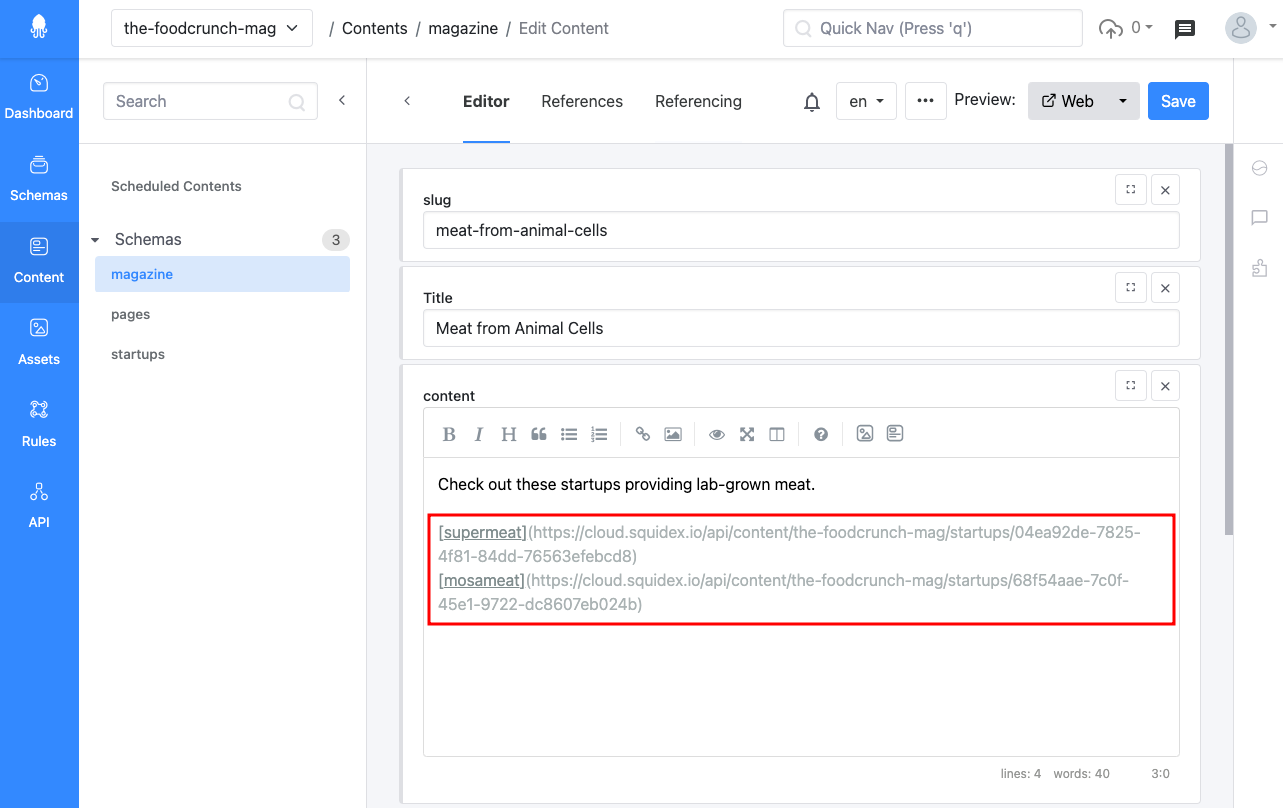 the-foodcrunch-mag
/ Contents / magazine / Edit Content
Quick Nav (Press 'q')
0
Dashboard
Schemas
Content
Assets
Rules
API
Search
Scheduled Contents
Schemas
3
magazine
pages
startups
Editor
References
Referencing
en
Preview:
Web
Save
slug
meat-from-animal-cells
Title
Meat from Animal Cells
content
B I H
Check out these startups providing lab-grown meat.
[supermeat](https://cloud.squidex.io/api/content/the-foodcrunch-mag/startups/04ea92de-7825-
4f81-84dd-76563efebcd8)
[mosameat](https://cloud.squidex.io/api/content/the-foodcrunch-mag/startups/68f54aae-7c0f-
45e1-9722-dc8607eb024b)
lines: 4 words: 40 3:0